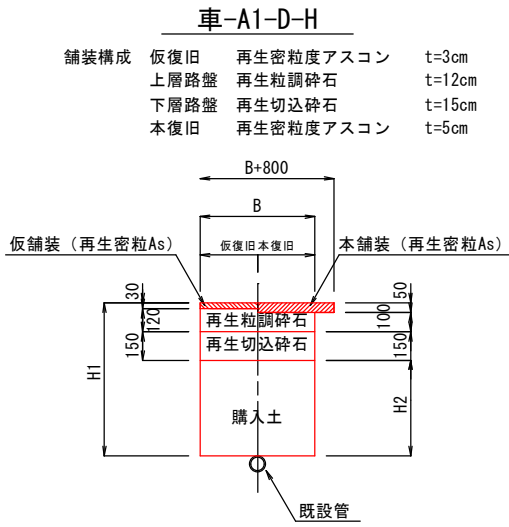 車-A1-D-H
舗装構成 仮復旧 再生密粒度アスコン t=3cm
上層路盤 再生粒調砕石 t=12cm
下層路盤 再生切込砕石 t=15cm
本復旧 再生密粒度アスコン t=5cm
B+800
B
仮舗装（再生密粒As）
仮復旧
本復旧
本舗装（再生密粒As）
30
120
150
H1
再生粒調砕石
再生切込砕石
購入土
50
100
150
H2
既設管